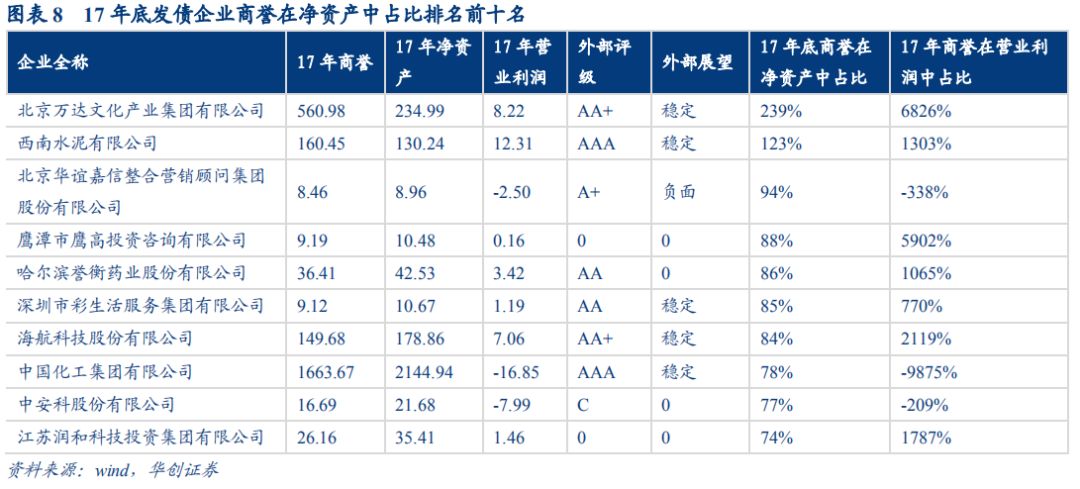 图表 8 17 年底发债企业商誉在净资产中占比排名前十名
企业全称 17 年商誉 17 年净资产 17 年营业利润 外部评级 外部展望 17 年底商誉在净资产中占比 17 年商誉在营业利润中占比
北京万达文化产业集团有限公司 560.98 234.99 8.22 AA+ 稳定 239% 6826%
西南水泥有限公司 160.45 130.24 12.31 AAA 稳定 123% 1303%
北京华谊嘉信整合营销顾问集团股份有限公司 8.46 8.96 -2.50 A+ 负面 94% -338%
鹰潭市鹰高投资咨询有限公司 9.19 10.48 0.16 0 0 88% 5902%
哈尔滨誉衡药业股份有限公司 36.41 42.53 3.42 AA 0 86% 1065%
深圳市彩生活服务集团有限公司 9.12 10.67 1.19 AA 稳定 85% 770%
海航科技股份有限公司 149.68 178.86 7.06 AA+ 稳定 84% 2119%
中国化工集团有限公司 1663.67 2144.94 -16.85 AAA 稳定 78% -9875%
中安科股份有限公司 16.69 21.68 -7.99 C 0 77% -209%
江苏润和科技投资集团有限公司 26.16 35.41 1.46 0 0 74% 1787%
资料来源：wind，华创证券